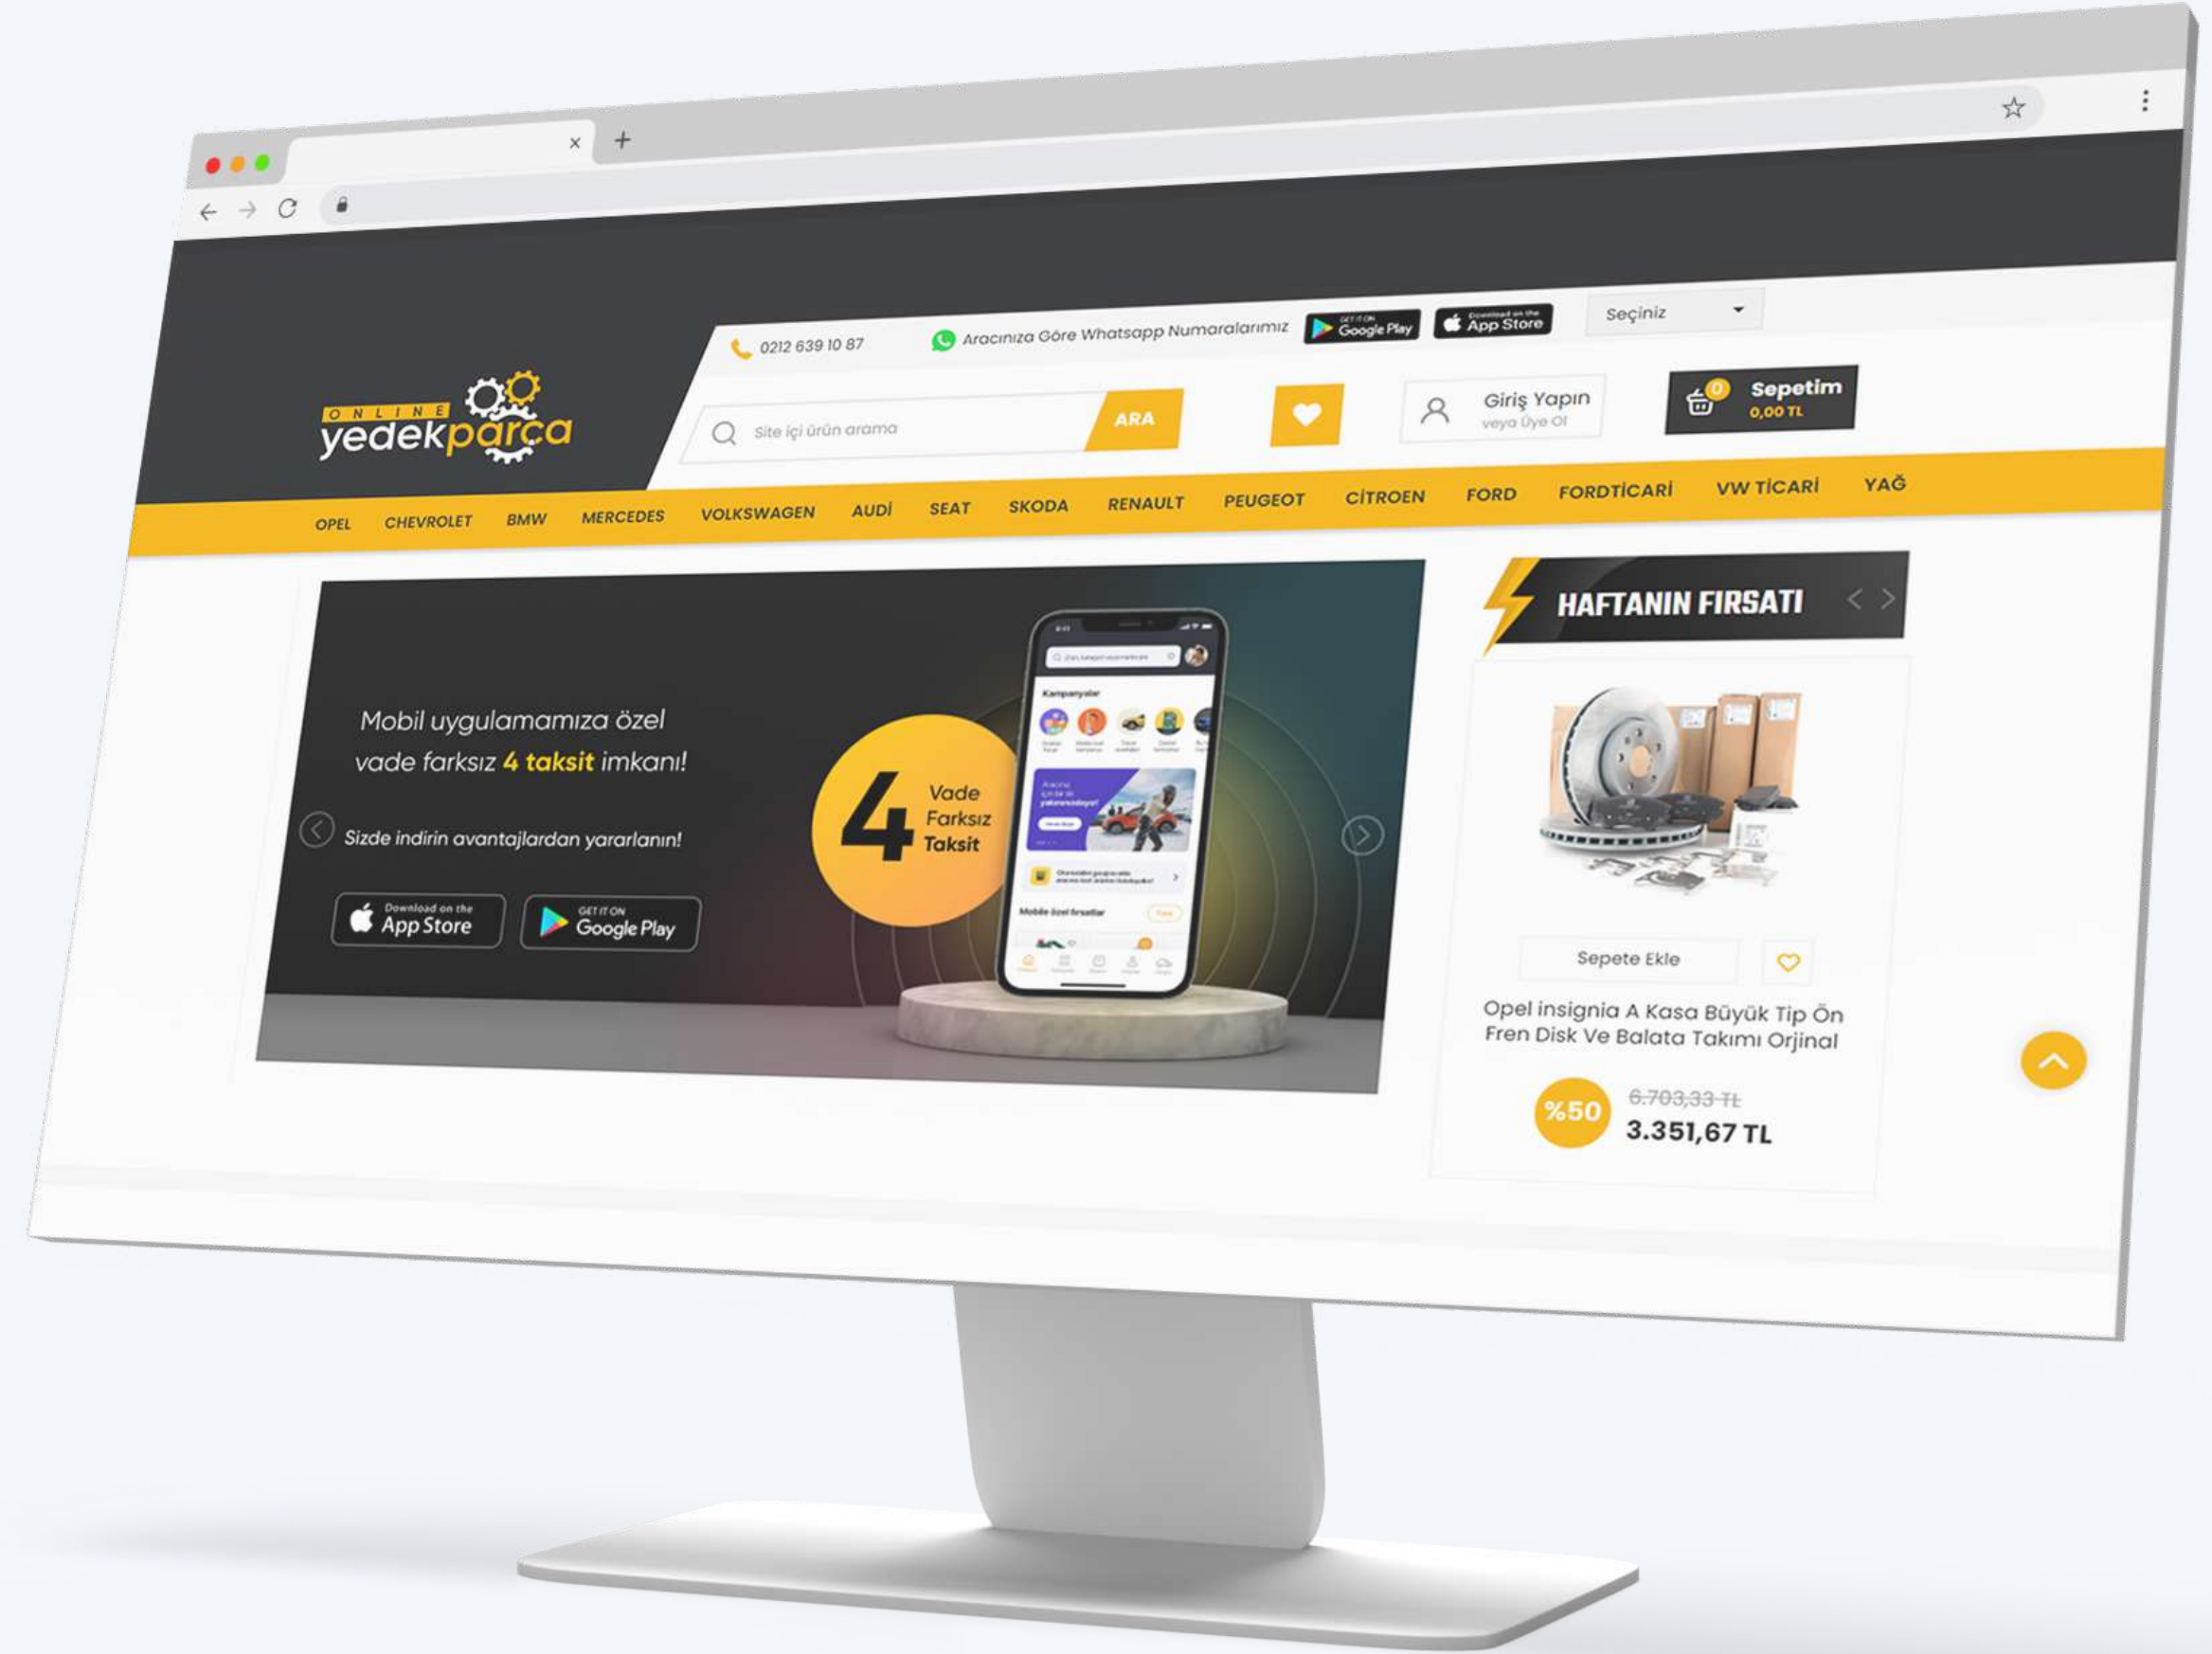 0212 639 10 87
Aracınıza Göre Whatsapp Numaralarımız
GET IT ON
Google Play
Download on the
App Store
Seçiniz
ONLINE
yedekparça
Site içi ürün arama
ARA
Giriş Yapın
veya Üye Ol
0
Sepetim
0,00 TL
OPEL CHEVROLET BMW MERCEDES VOLKSWAGEN AUDİ SEAT SKODA RENAULT PEUGEOT CİTROEN FORD FORDTİCARİ VW TİCARİ YAĞ
Mobil uygulamamıza özel
vade farksız 4 taksit imkanı!
Sizde indirin avantajlardan yararlanın!
Download on the
App Store
GET IT ON
Google Play
4
Vade
Farksız
Taksit
Kampanyalar
Mobile özel fırsatlar
HAFTANIN FIRSATI
Sepete Ekle
Opel insignia A Kasa Büyük Tip Ön
Fren Disk Ve Balata Takımı Orjinal
%50
6.703,33 TL
3.351,67 TL